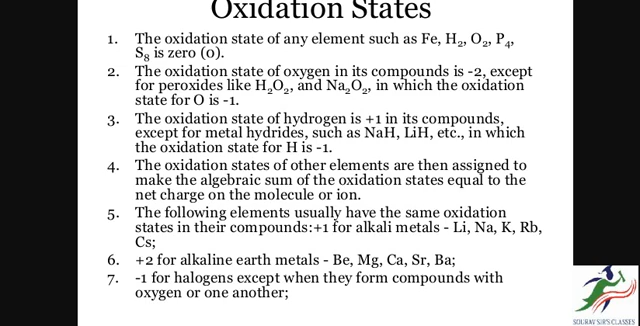 Oxidation States
1. The oxidation state of any element such as Fe, H₂, O₂, P₄,
S₈ is zero (0).
2. The oxidation state of oxygen in its compounds is -2, except
for peroxides like H₂O₂, and Na₂O₂, in which the oxidation
state for O is -1.
3. The oxidation state of hydrogen is +1 in its compounds,
except for metal hydrides, such as NaH, LiH, etc., in which
the oxidation state for H is -1.
4. The oxidation states of other elements are then assigned to
make the algebraic sum of the oxidation states equal to the
net charge on the molecule or ion.
5. The following elements usually have the same oxidation
states in their compounds:+1 for alkali metals - Li, Na, K, Rb,
Cs;
6. +2 for alkaline earth metals - Be, Mg, Ca, Sr, Ba;
7. -1 for halogens except when they form compounds with
oxygen or one another;
SOURAV SIR'S CLASSES